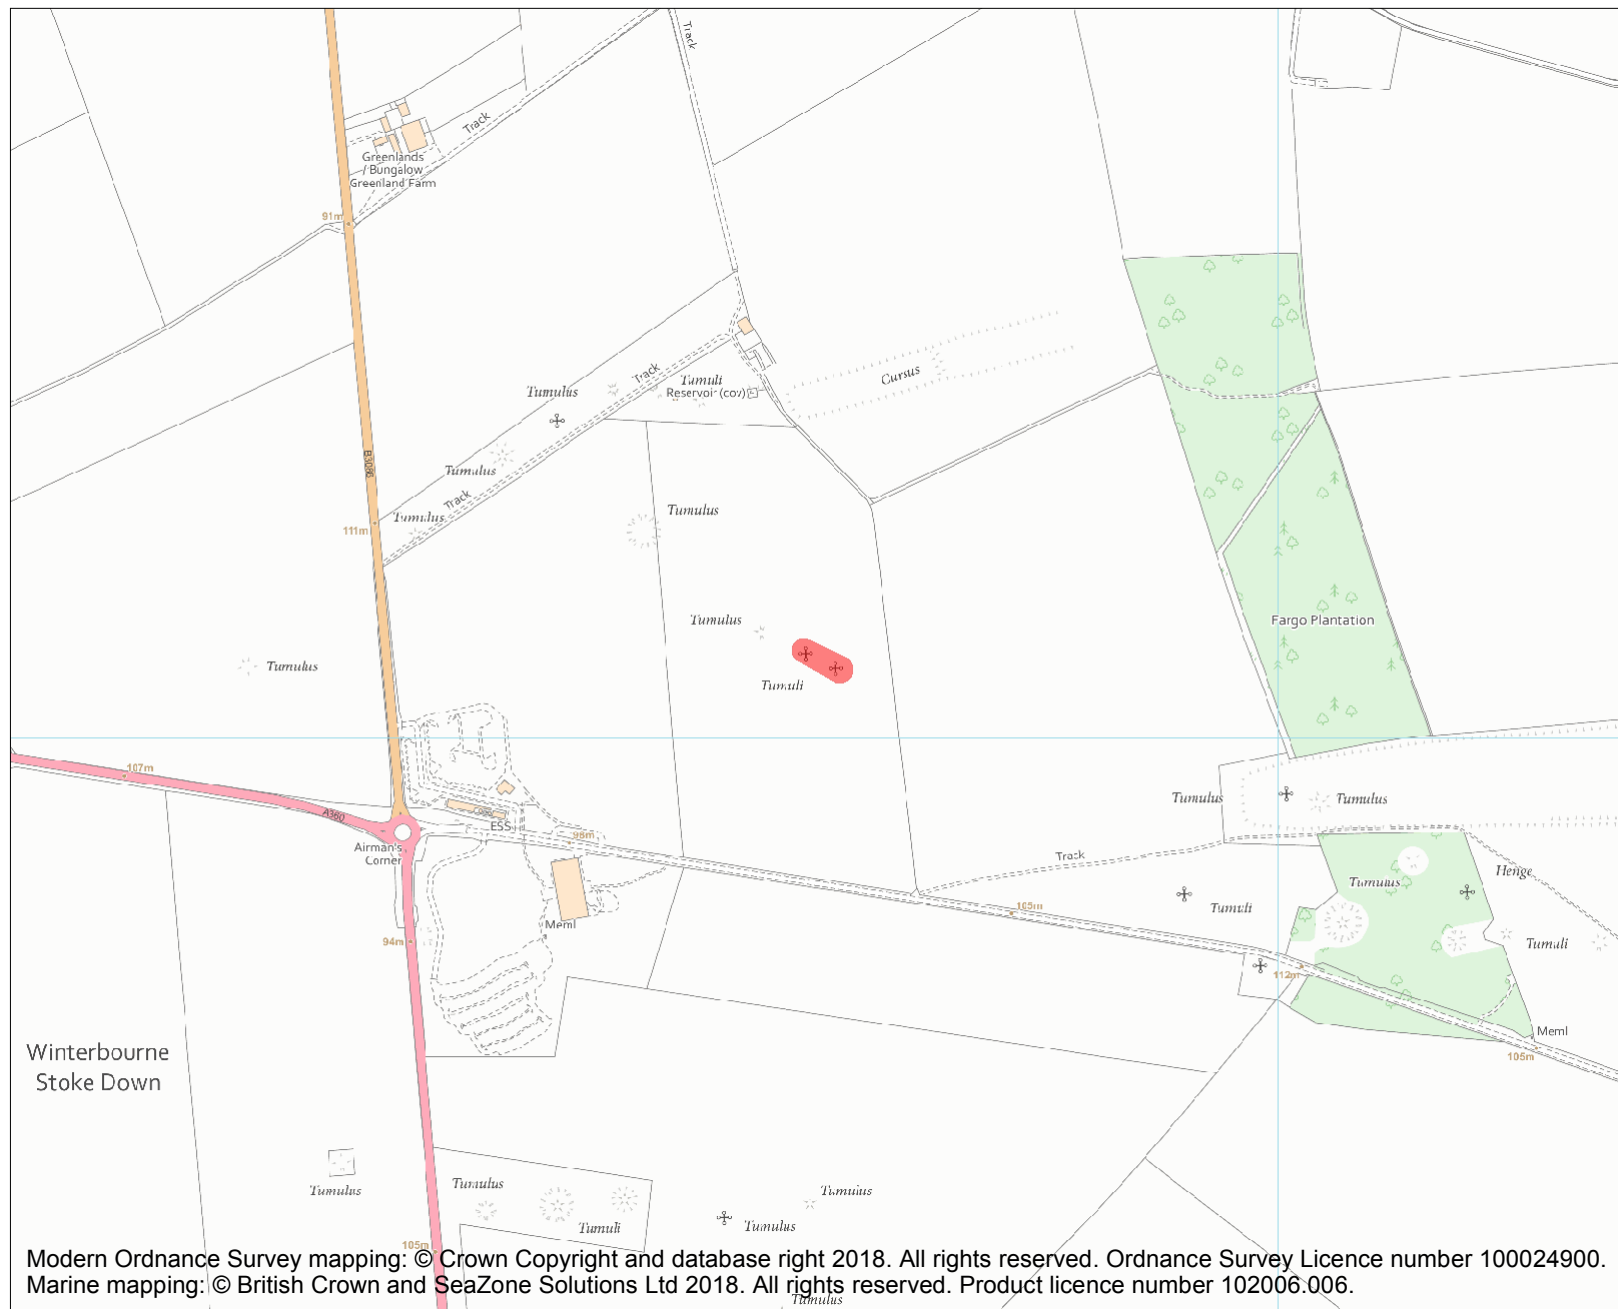 Track
Greenlands
/ Bungalow
Greenland Farm
Track
91m
Tumulus
Track
Tumuli
Reservoir (cov)
Cursus
B3086
Tumulus
Track
Tumulus
111m
Tumulus
Tumulus
Fargo Plantation
Tumulus
Tumuli
107m
A360
Airman's
Corner
ESS
98m
Tumulus
Tumulus
Track
Henge
Tumulus
Tumuli
105m
Meml
94m
Tumuli
112m
Meml
105m
Winterbourne
Stoke Down
Tumulus
Tumulus
Tumuli
Tumulus
Tumulus
105m
Modern Ordnance Survey mapping: © Crown Copyright and database right 2018. All rights reserved. Ordnance Survey Licence number 100024900.
Marine mapping: © British Crown and SeaZone Solutions Ltd 2018. All rights reserved. Product licence number 102006.006.
Tumulus